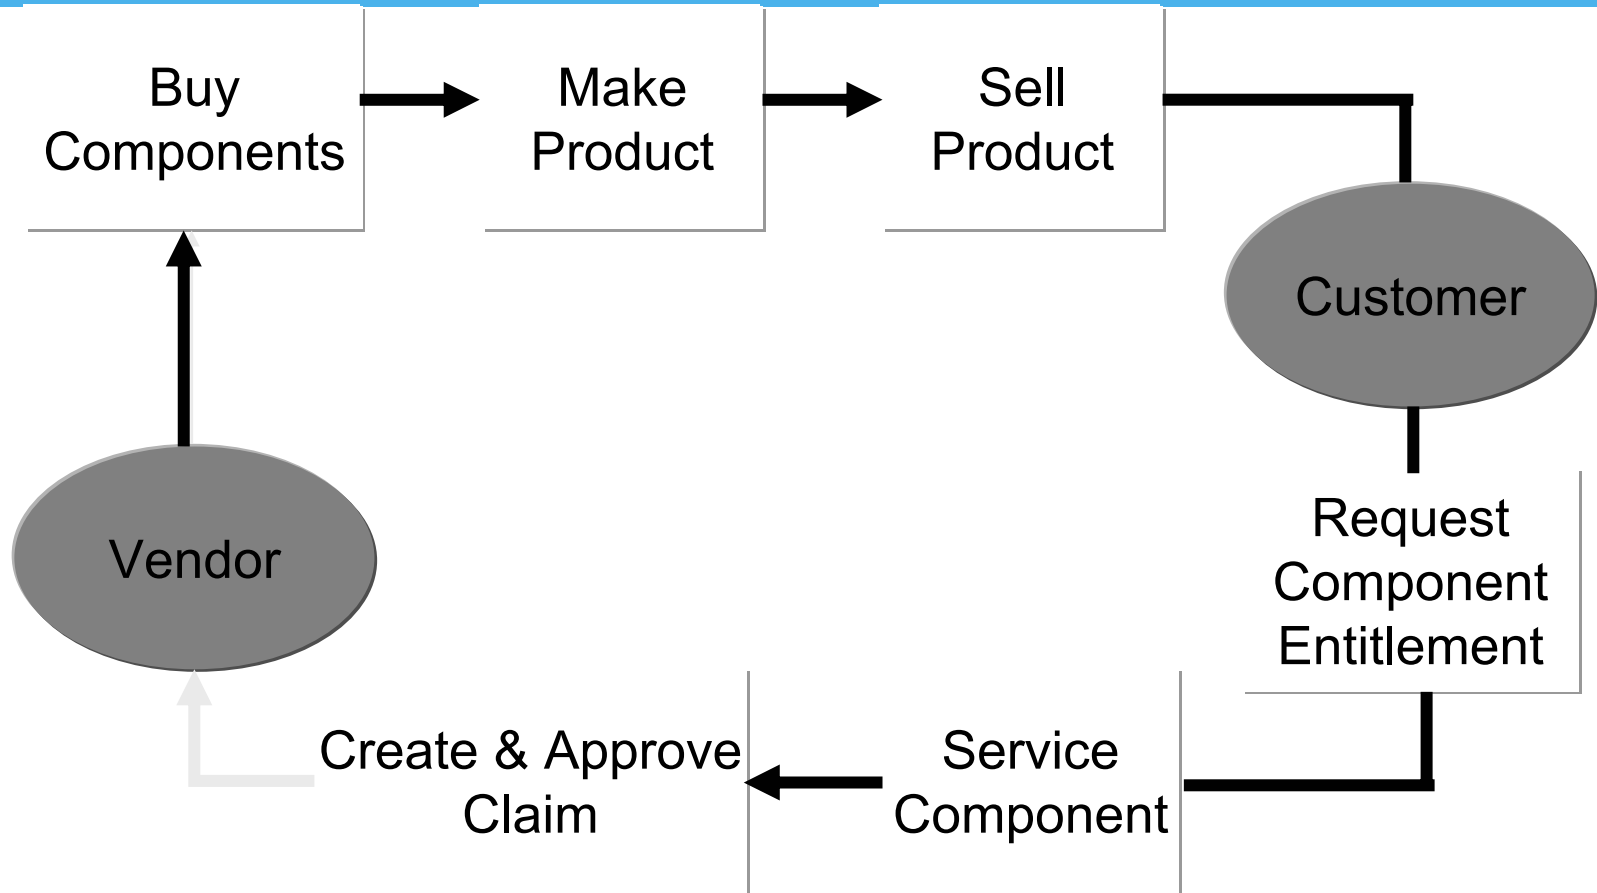 Buy
Components
Make
Product
Sell
Product
Customer
Vendor
Request
Component
Entitlement
Create & Approve
Claim
Service
Component